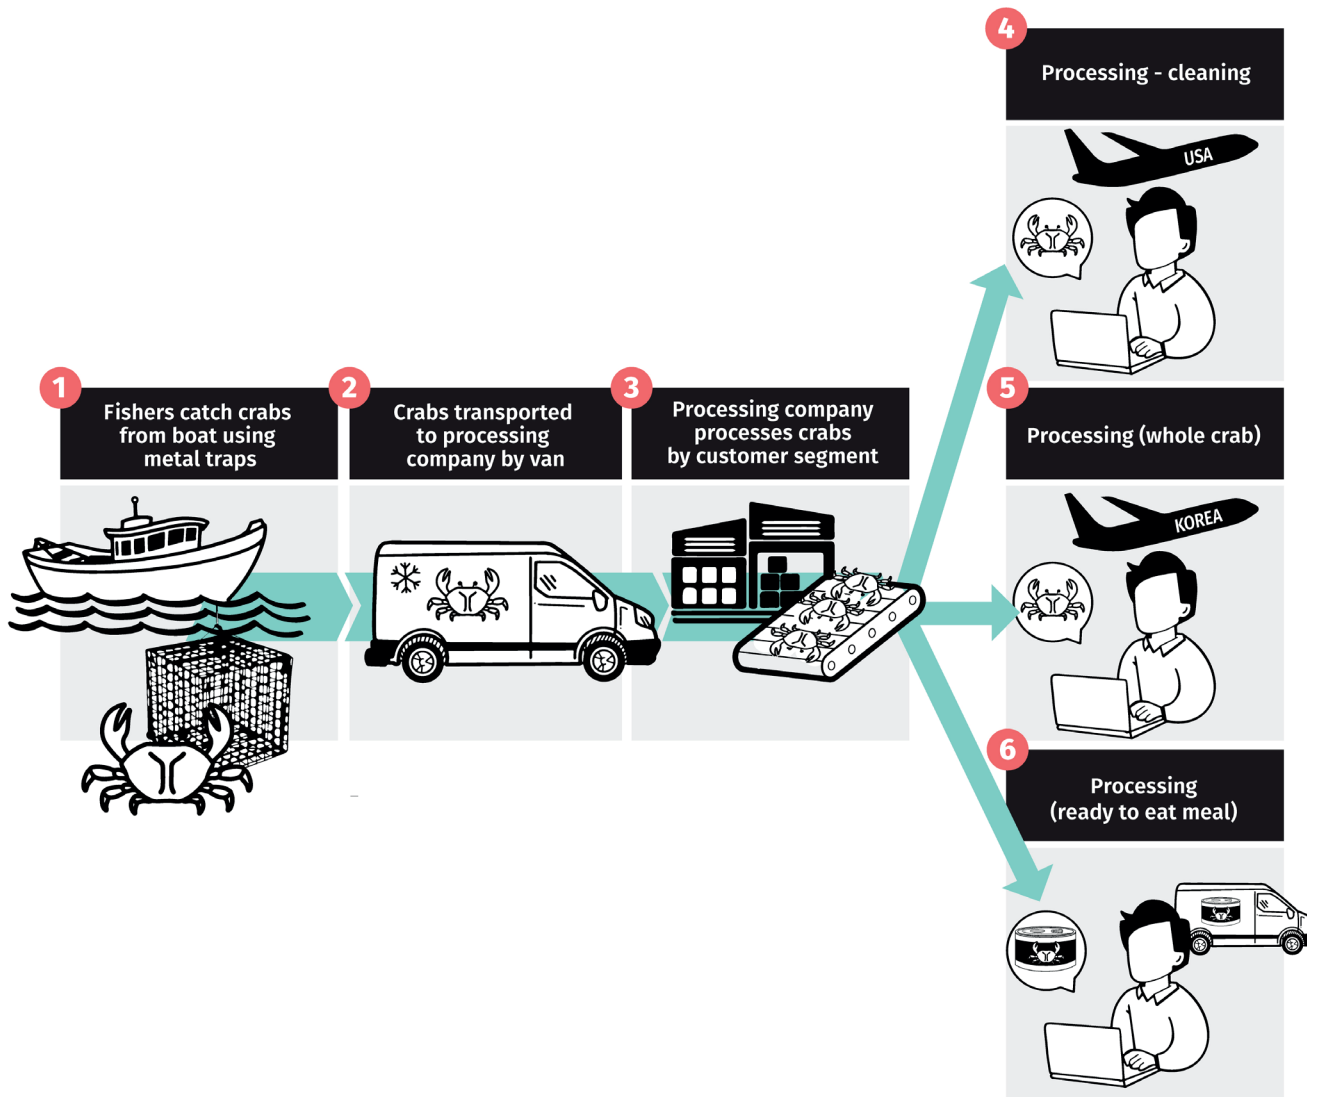 1
Fishers catch crabs
from boat using
metal traps
2
Crabs transported
to processing
company by van
3
Processing company
processes crabs
by customer segment
4
Processing - cleaning
USA
5
Processing (whole crab)
KOREA
6
Processing
(ready to eat meal)